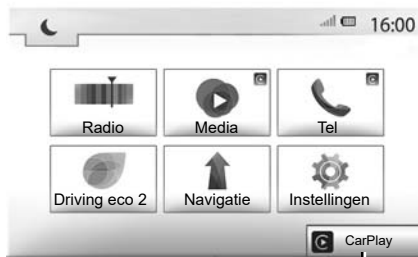 16:00
Radio Media Tel
Driving eco 2 Navigatie Instellingen
CarPlay